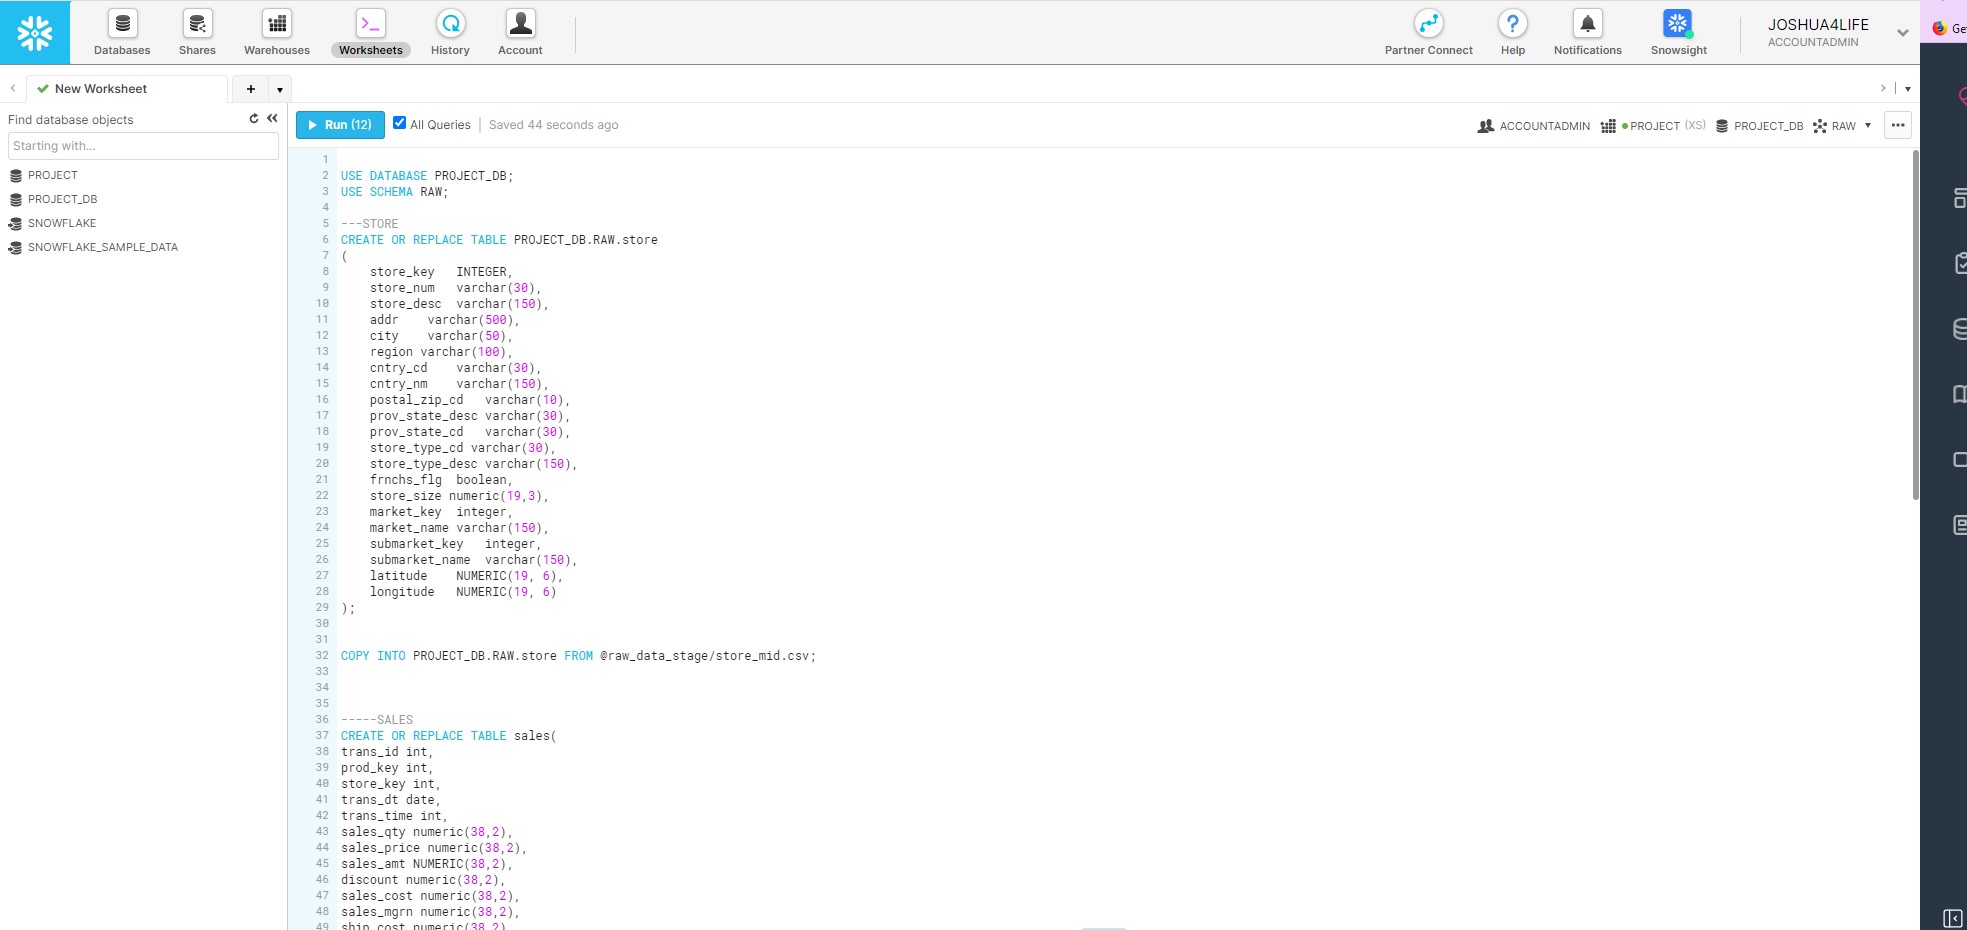 Databases
Shares
Warehouses
Worksheets
History
Account
Partner Connect
Help
Notifications
Snowsight
JOSHUA4LIFE
ACCOUNTADMIN
New Worksheet
Find database objects
Starting with...
PROJECT
PROJECT_DB
SNOWFLAKE
SNOWFLAKE_SAMPLE_DATA
Run (12) All Queries Saved 44 seconds ago
ACCOUNTADMIN PROJECT (XS) PROJECT_DB RAW
1
2 USE DATABASE PROJECT_DB;
3 USE SCHEMA RAW;
4
5 ---STORE
6 CREATE OR REPLACE TABLE PROJECT_DB.RAW.store
7 (
8 store_key INTEGER,
9 store_num varchar(30),
10 store_desc varchar(150),
11 addr varchar(500),
12 city varchar(50),
13 region varchar(100),
14 cntry_cd varchar(30),
15 cntry_nm varchar(150),
16 postal_zip_cd varchar(10),
17 prov_state_desc varchar(30),
18 prov_state_cd varchar(30),
19 store_type_cd varchar(30),
20 store_type_desc varchar(150),
21 frnchs_flg boolean,
22 store_size numeric(19,3),
23 market_key integer,
24 market_name varchar(150),
25 submarket_key integer,
26 submarket_name varchar(150),
27 latitude NUMERIC(19, 6),
28 longitude NUMERIC(19, 6)
29 );
30
31
32 COPY INTO PROJECT_DB.RAW.store FROM @raw_data_stage/store_mid.csv;
33
34
35
36 -----SALES
37 CREATE OR REPLACE TABLE sales(
38 trans_id int,
39 prod_key int,
40 store_key int,
41 trans_dt date,
42 trans_time int,
43 sales_qty numeric(38,2),
44 sales_price numeric(38,2),
45 sales_amt NUMERIC(38,2),
46 discount numeric(38,2),
47 sales_cost numeric(38,2),
48 sales_mgrn numeric(38,2),
49 ship_cost numeric(38,2)